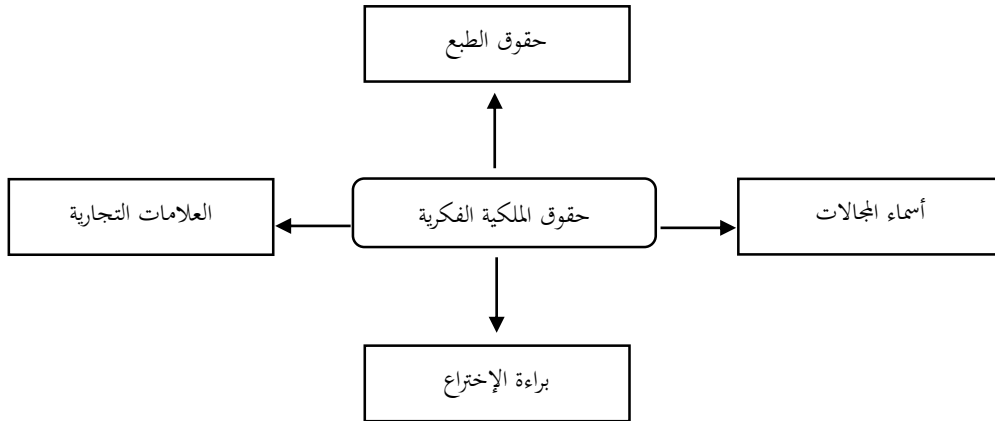 حقوق الطبع
أسماء المجالات
حقوق الملكية الفكرية
العلامات التجارية
براءة الإختراع